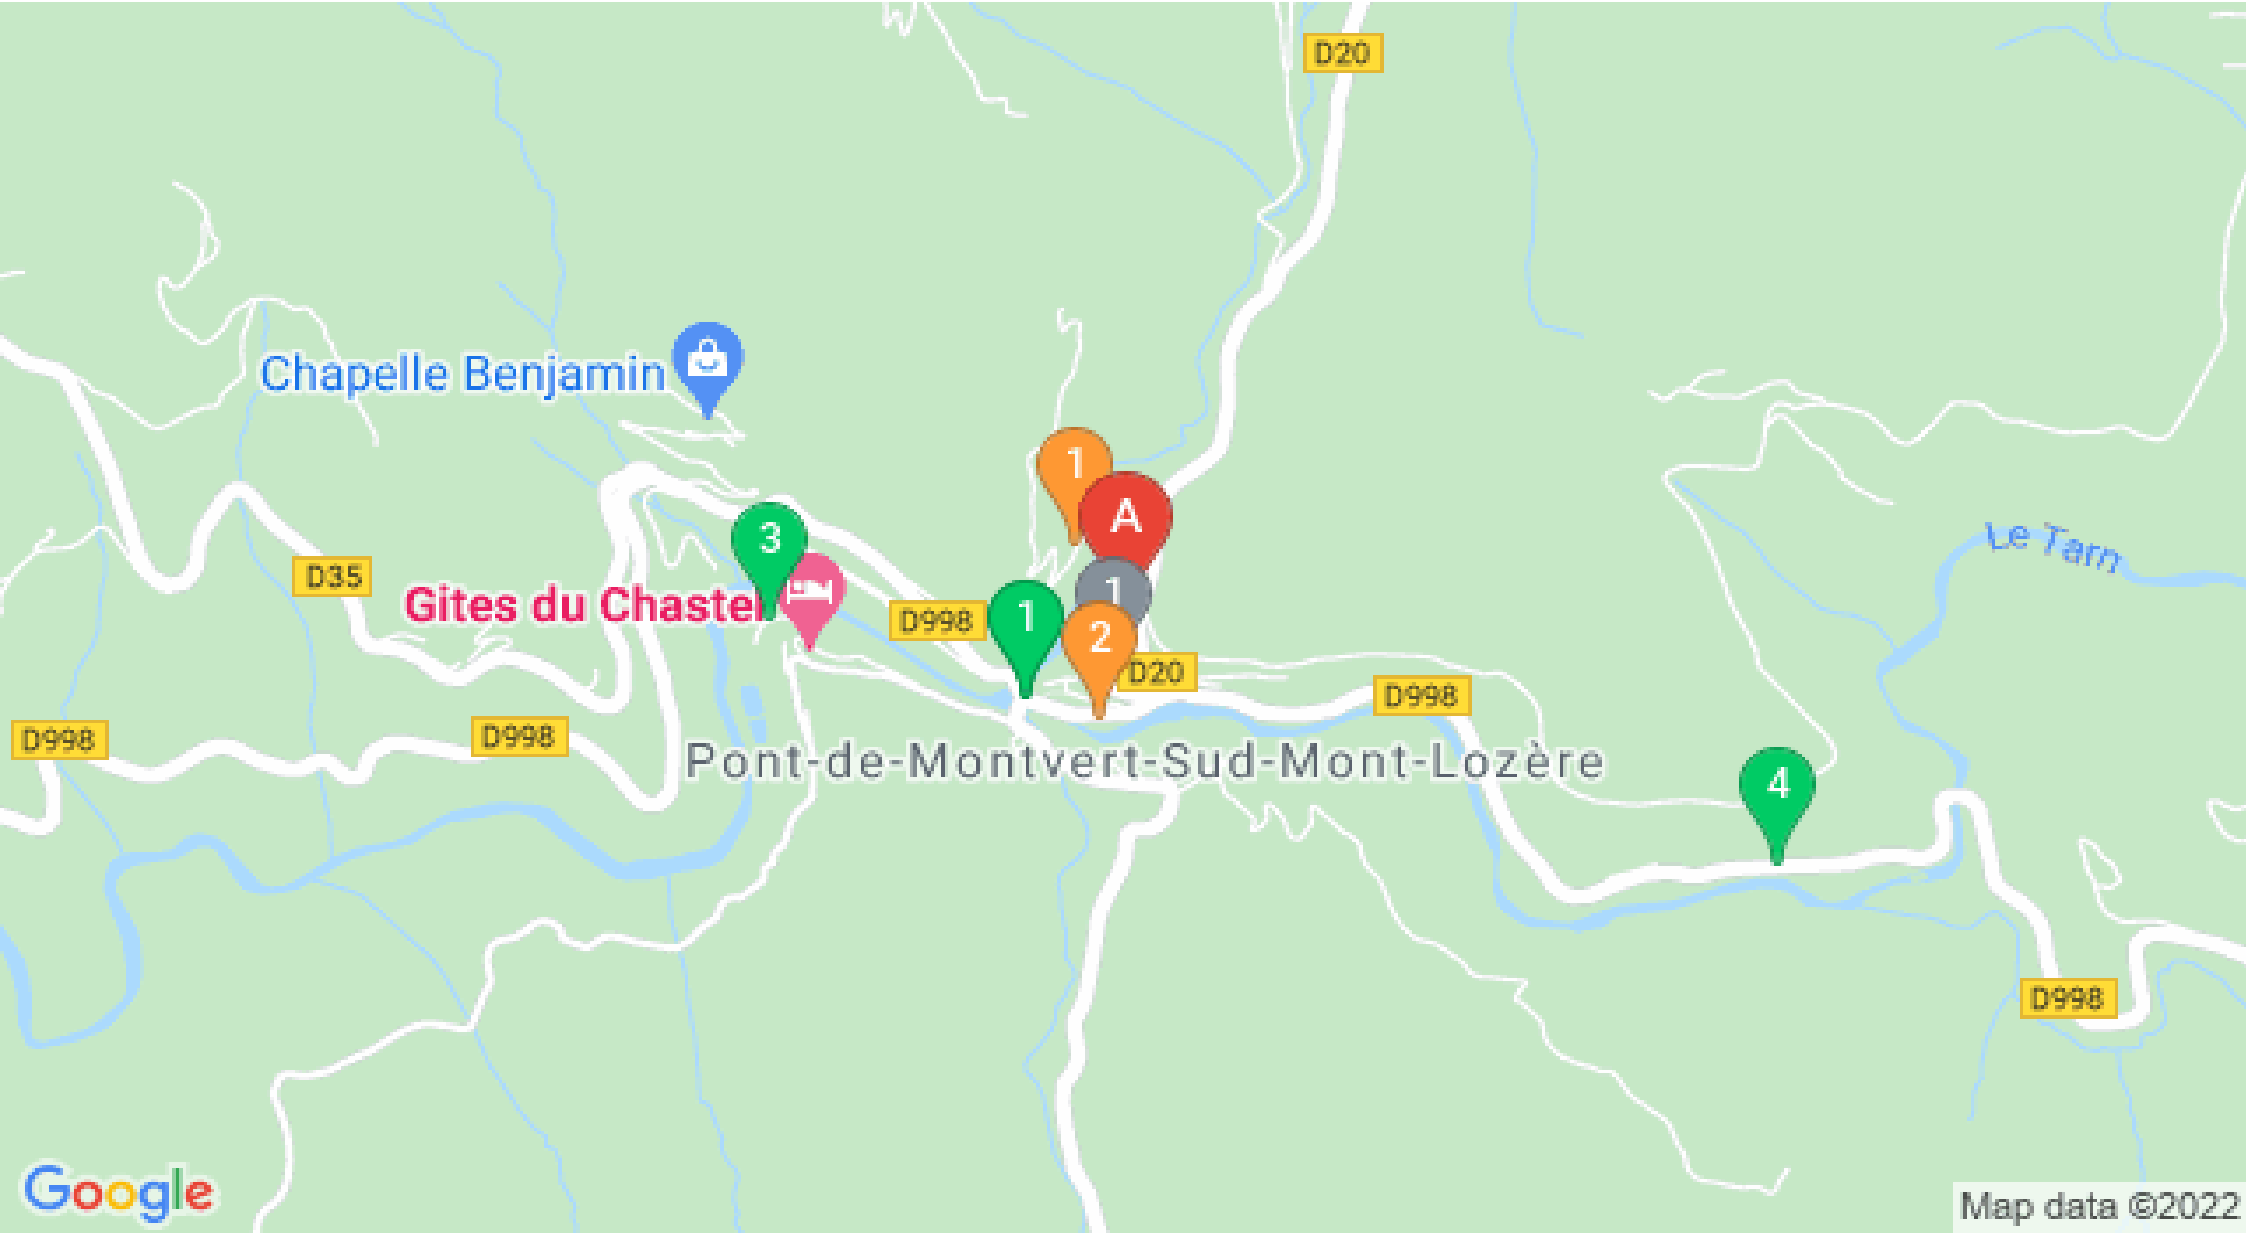 D20
Chapelle Benjamin
1
A
3
1
Le Tarn
D35
Gites du Chastel
D998
1
2
D20
D998
D998
D998
Pont-de-Montvert-Sud-Mont-Lozère
4
D998
Google
Map data ©2022